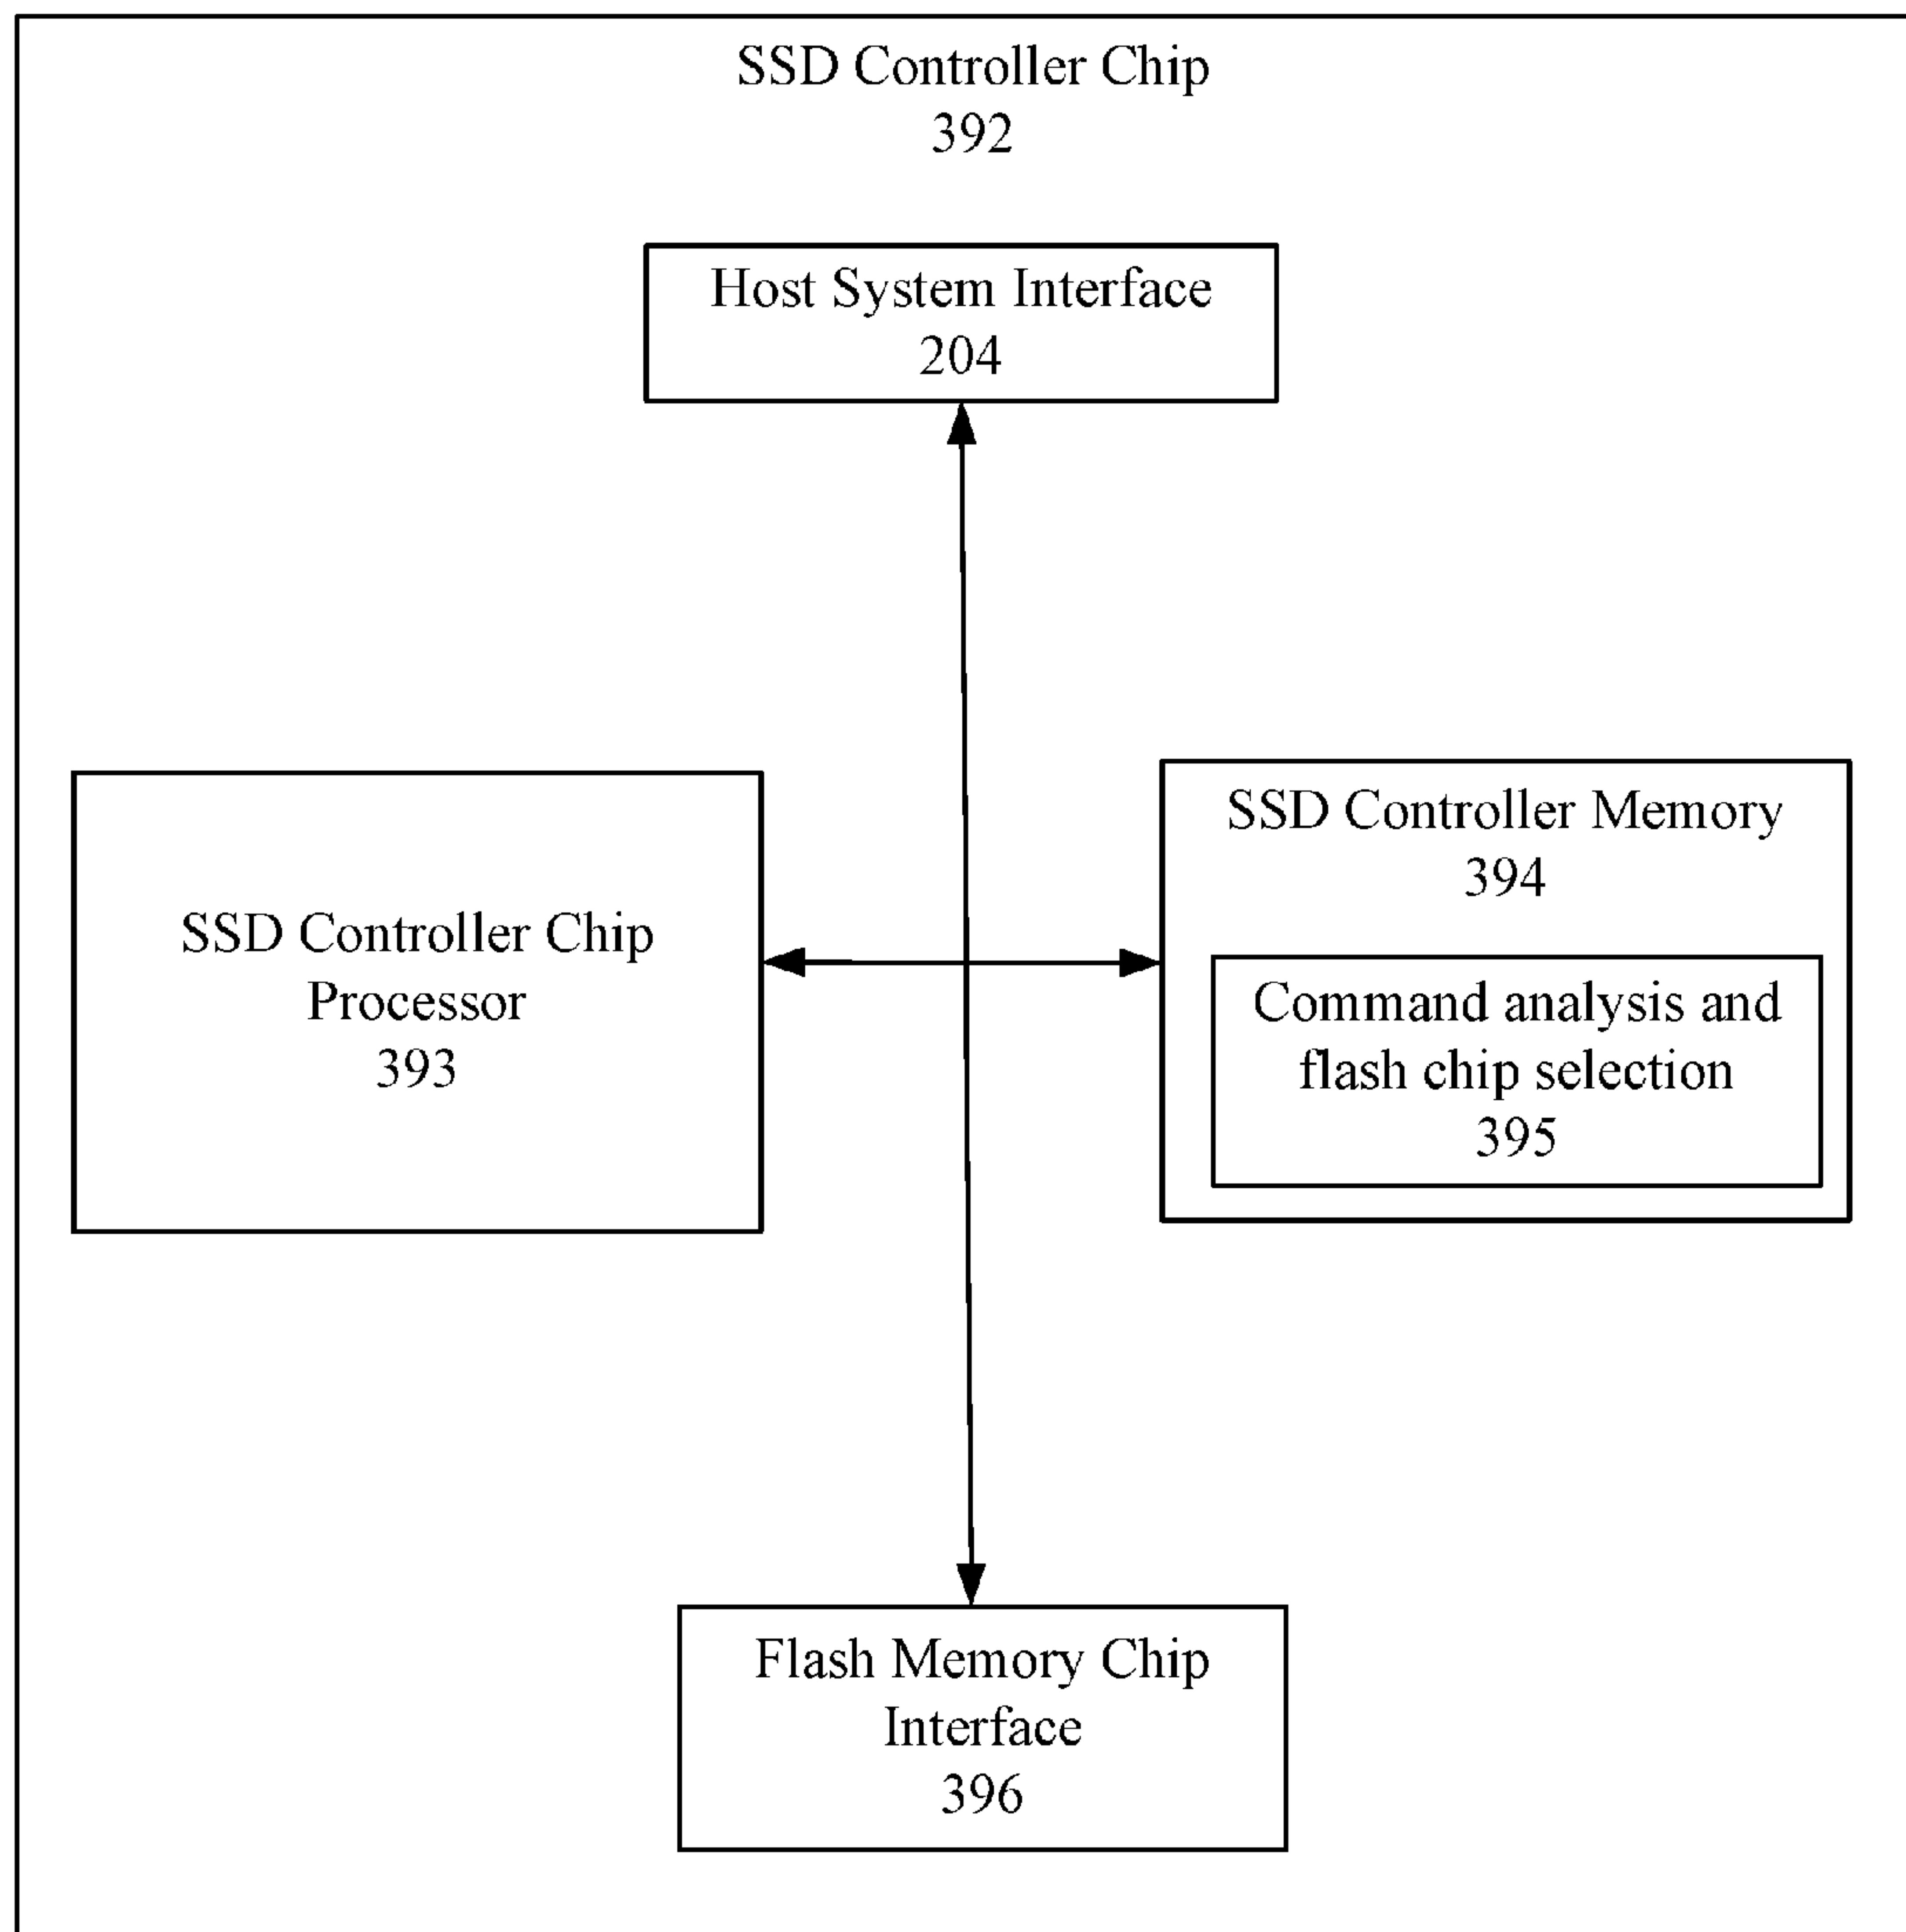 SSD Controller Chip
392
Host System Interface
204
SSD Controller Chip
Processor
393
SSD Controller Memory
394
Command analysis and
flash chip selection
395
Flash Memory Chip
Interface
396